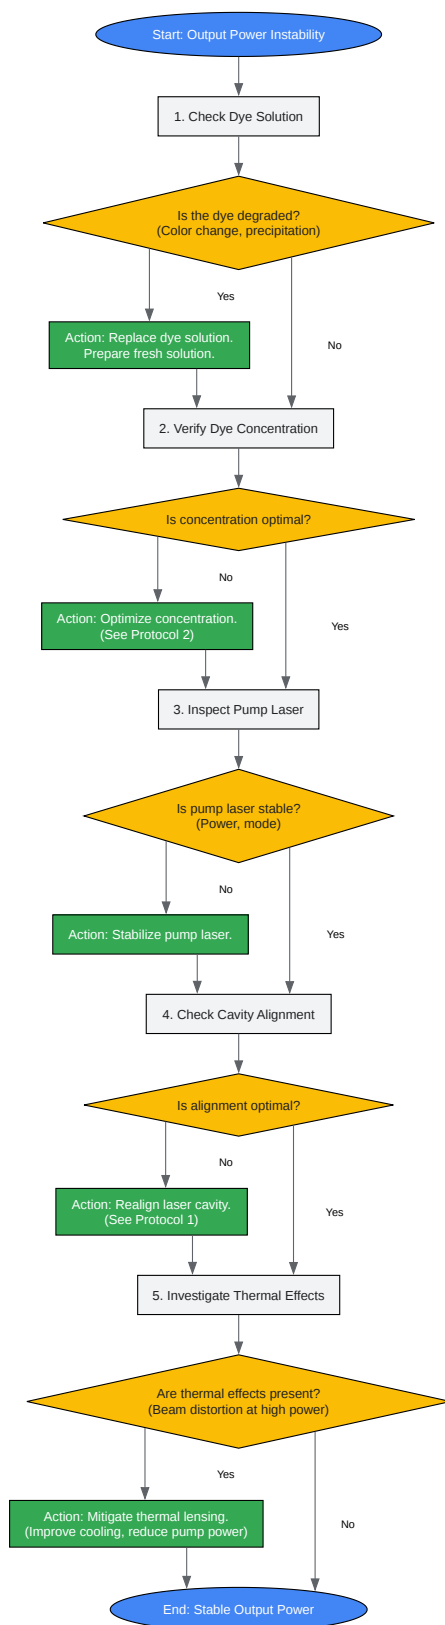 Start: Output Power Instability
1. Check Dye Solution
Is the dye degraded?
(Color change, precipitation)
Yes
Action: Replace dye solution.
Prepare fresh solution.
No
2. Verify Dye Concentration
Is concentration optimal?
No
Action: Optimize concentration.
(See Protocol 2)
Yes
3. Inspect Pump Laser
Is pump laser stable?
(Power, mode)
No
Action: Stabilize pump laser.
Yes
4. Check Cavity Alignment
Is alignment optimal?
No
Action: Realign laser cavity.
(See Protocol 1)
Yes
5. Investigate Thermal Effects
Are thermal effects present?
(Beam distortion at high power)
Yes
Action: Mitigate thermal lensing.
(Improve cooling, reduce pump power)
No
End: Stable Output Power